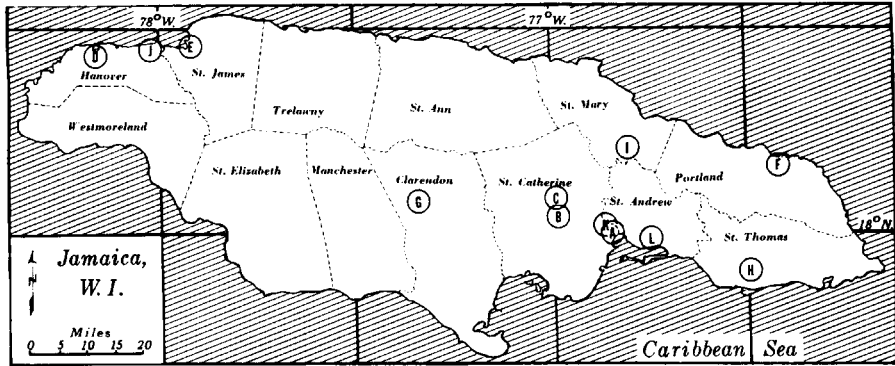 78°W.
77°W.
D
J
E
Hanover
St. James
Westmoreland
Trelawny
St. Ann
St. Mary
I
F
Portland
St. Elizabeth
Manchester
Clarendon
G
St. Catherine
C
B
St. Andrew
K
A
L
18°N.
St. Thomas
H
N
Jamaica,
W. I.
Miles
0 5 10 15 20
Caribbean Sea